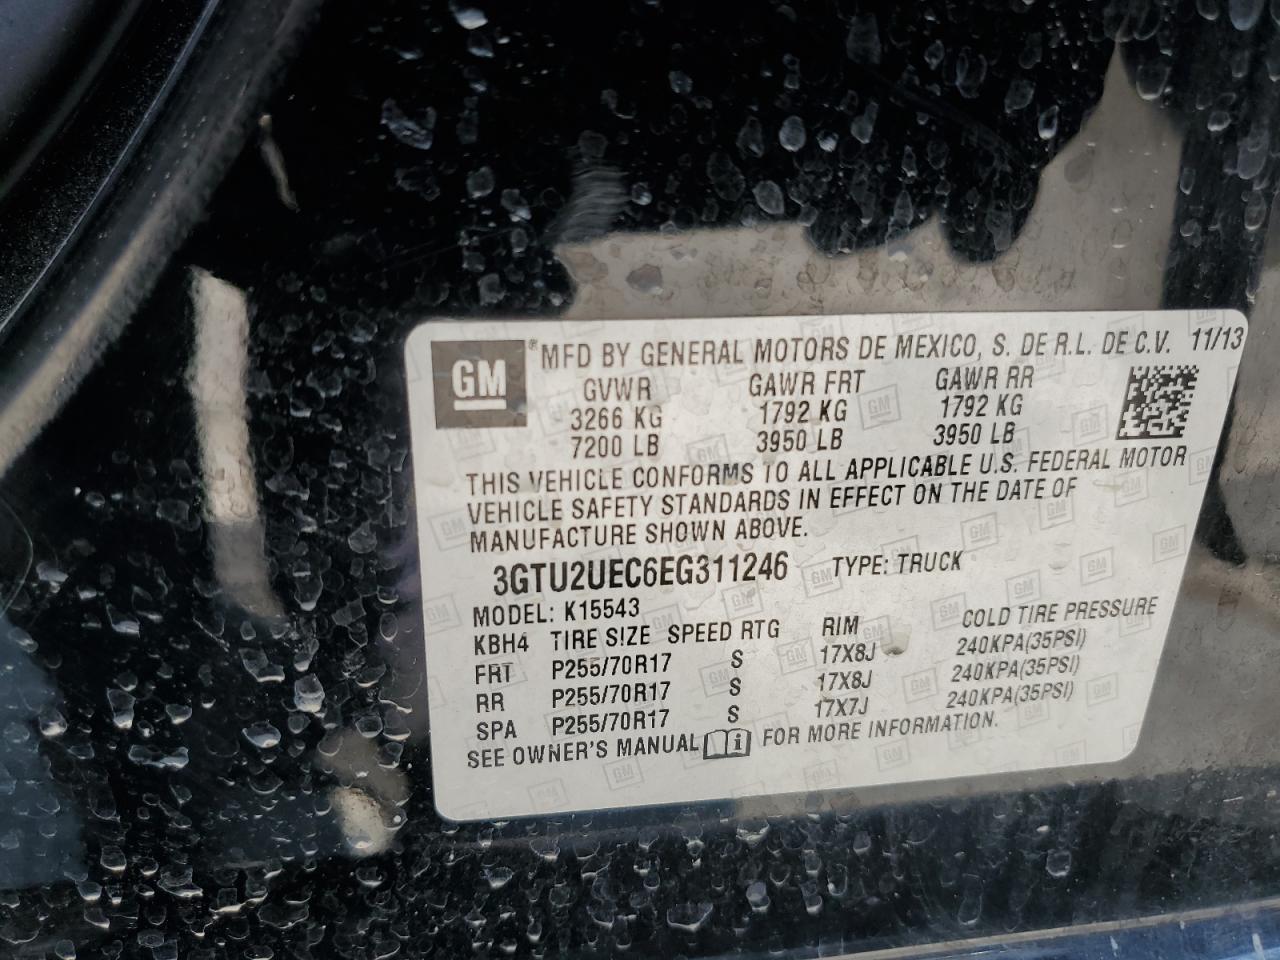 GM ® MFD BY GENERAL MOTORS DE MEXICO, S. DE R.L. DE C.V. 11/13
GVWR GAWR FRT GAWR RR
3266 KG 1792 KG 1792 KG
7200 LB 3950 LB 3950 LB
THIS VEHICLE CONFORMS TO ALL APPLICABLE U.S. FEDERAL MOTOR
VEHICLE SAFETY STANDARDS IN EFFECT ON THE DATE OF
MANUFACTURE SHOWN ABOVE.
3GTU2UEC6EG311246 TYPE: TRUCK
MODEL: K15543
KBH4 TIRE SIZE SPEED RTG RIM COLD TIRE PRESSURE
FRT P255/70R17 S 17X8J 240KPA(35PSI)
RR P255/70R17 S 17X8J 240KPA(35PSI)
SPA P255/70R17 S 17X7J 240KPA(35PSI)
SEE OWNER'S MANUAL FOR MORE INFORMATION.